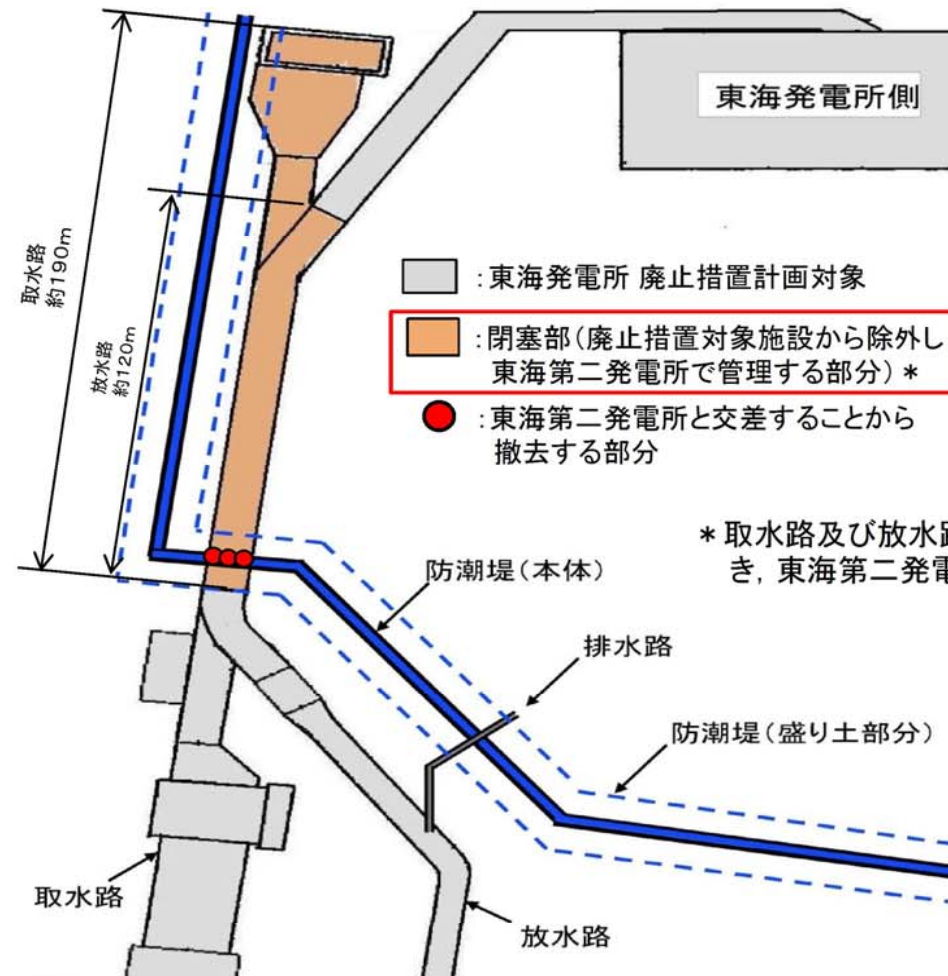 東海発電所側
取水路
約190m
放水路
約120m
:東海発電所 廃止措置計画対象
:閉塞部(廃止措置対象施設から除外し
東海第二発電所で管理する部分)*
:東海第二発電所と交差することから
撤去する部分
*取水路及び放水路
き, 東海第二発電
防潮堤(本体)
排水路
防潮堤(盛り土部分)
取水路
放水路